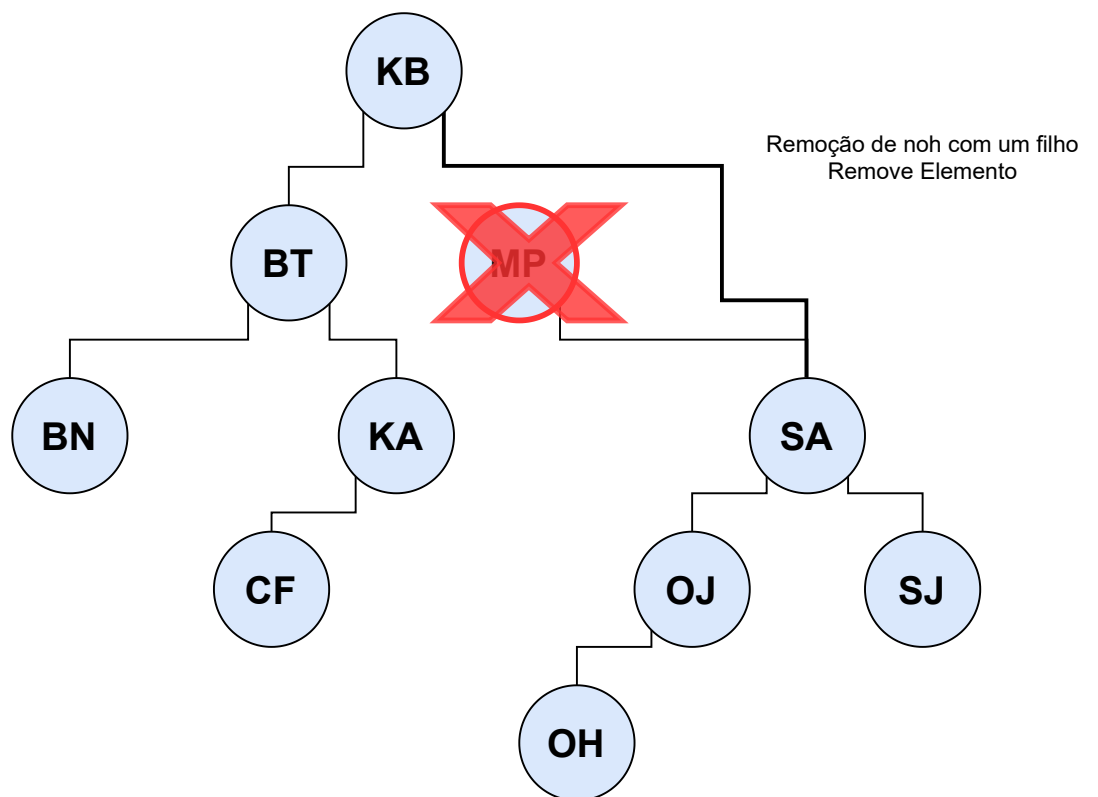 KB
Remoção de noh com um filho
Remove Elemento
BT
MP
BN
KA
SA
CF
OJ
SJ
OH